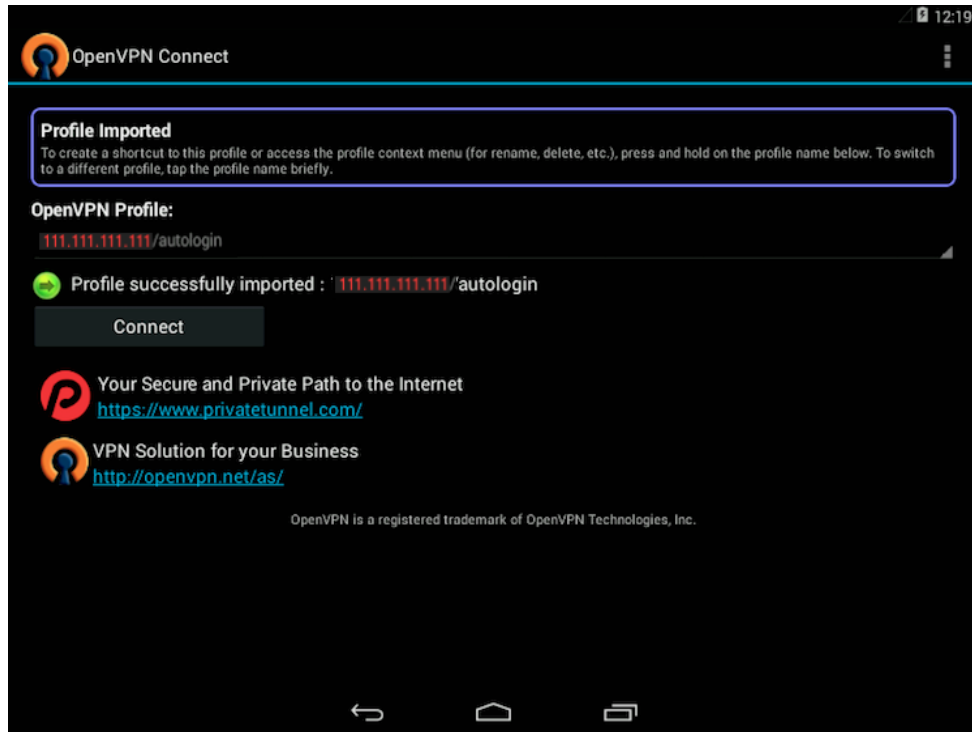 12:19
OpenVPN Connect
Profile Imported
To create a shortcut to this profile or access the profile context menu (for rename, delete, etc.), press and hold on the profile name below. To switch
to a different profile, tap the profile name briefly.
OpenVPN Profile:
111.111.111.111/autologin
Profile successfully imported : '111.111.111.111/'autologin
Connect
Your Secure and Private Path to the Internet
https://www.privatetunnel.com/
VPN Solution for your Business
http://openvpn.net/as/
OpenVPN is a registered trademark of OpenVPN Technologies, Inc.